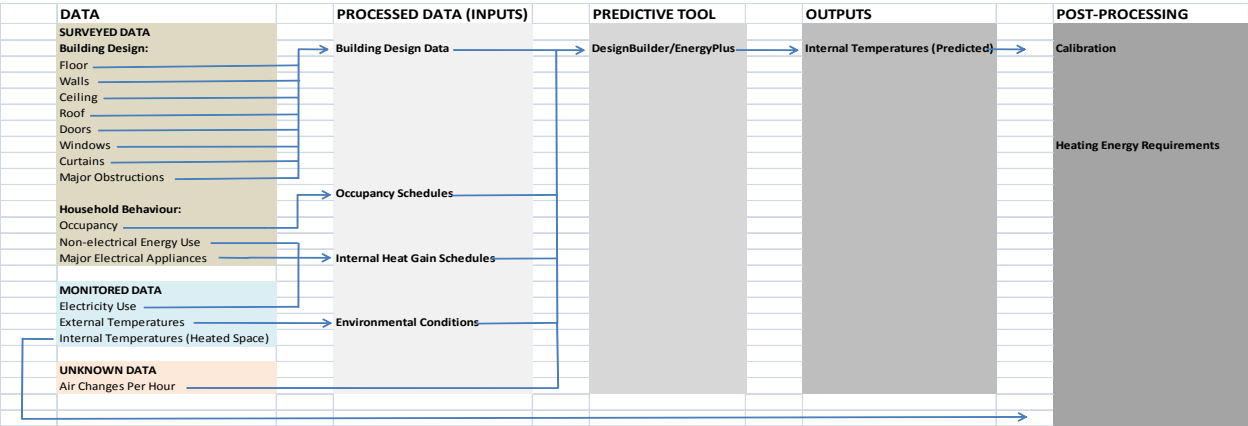 DATA PROCESSED DATA (INPUTS) PREDICTIVE TOOL OUTPUTS POST-PROCESSING
SURVEYED DATA
Building Design: Building Design Data DesignBuilder/EnergyPlus Internal Temperatures (Predicted) Calibration
Floor
Walls
Ceiling
Roof
Doors
Windows Heating Energy Requirements
Curtains
Major Obstructions
Occupancy Schedules
Household Behaviour:
Occupancy
Non-electrical Energy Use
Major Electrical Appliances Internal Heat Gain Schedules
MONITORED DATA
Electricity Use
External Temperatures Environmental Conditions
Internal Temperatures (Heated Space)
UNKNOWN DATA
Air Changes Per Hour